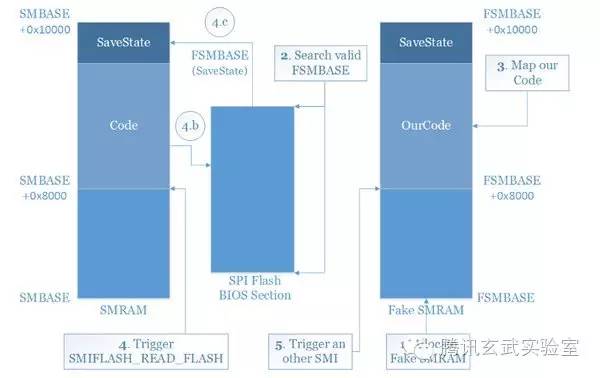 SMBASE
+0x10000
SaveState
Code
SMBASE
+0x8000
SMBASE
SMRAM
4. Trigger
SMIFLASH_READ_FLASH
4.c
FSMBASE
(SaveState)
4.b
SPI Flash
BIOS Section
2. Search valid
FSMBASE
FSMBASE
+0x10000
SaveState
3. Map our
Code
OurCode
FSMBASE
+0x8000
FSMBASE
Fake SMRAM
5. Trigger an
other SMI
Fake SMRAM
腾讯玄武实验室